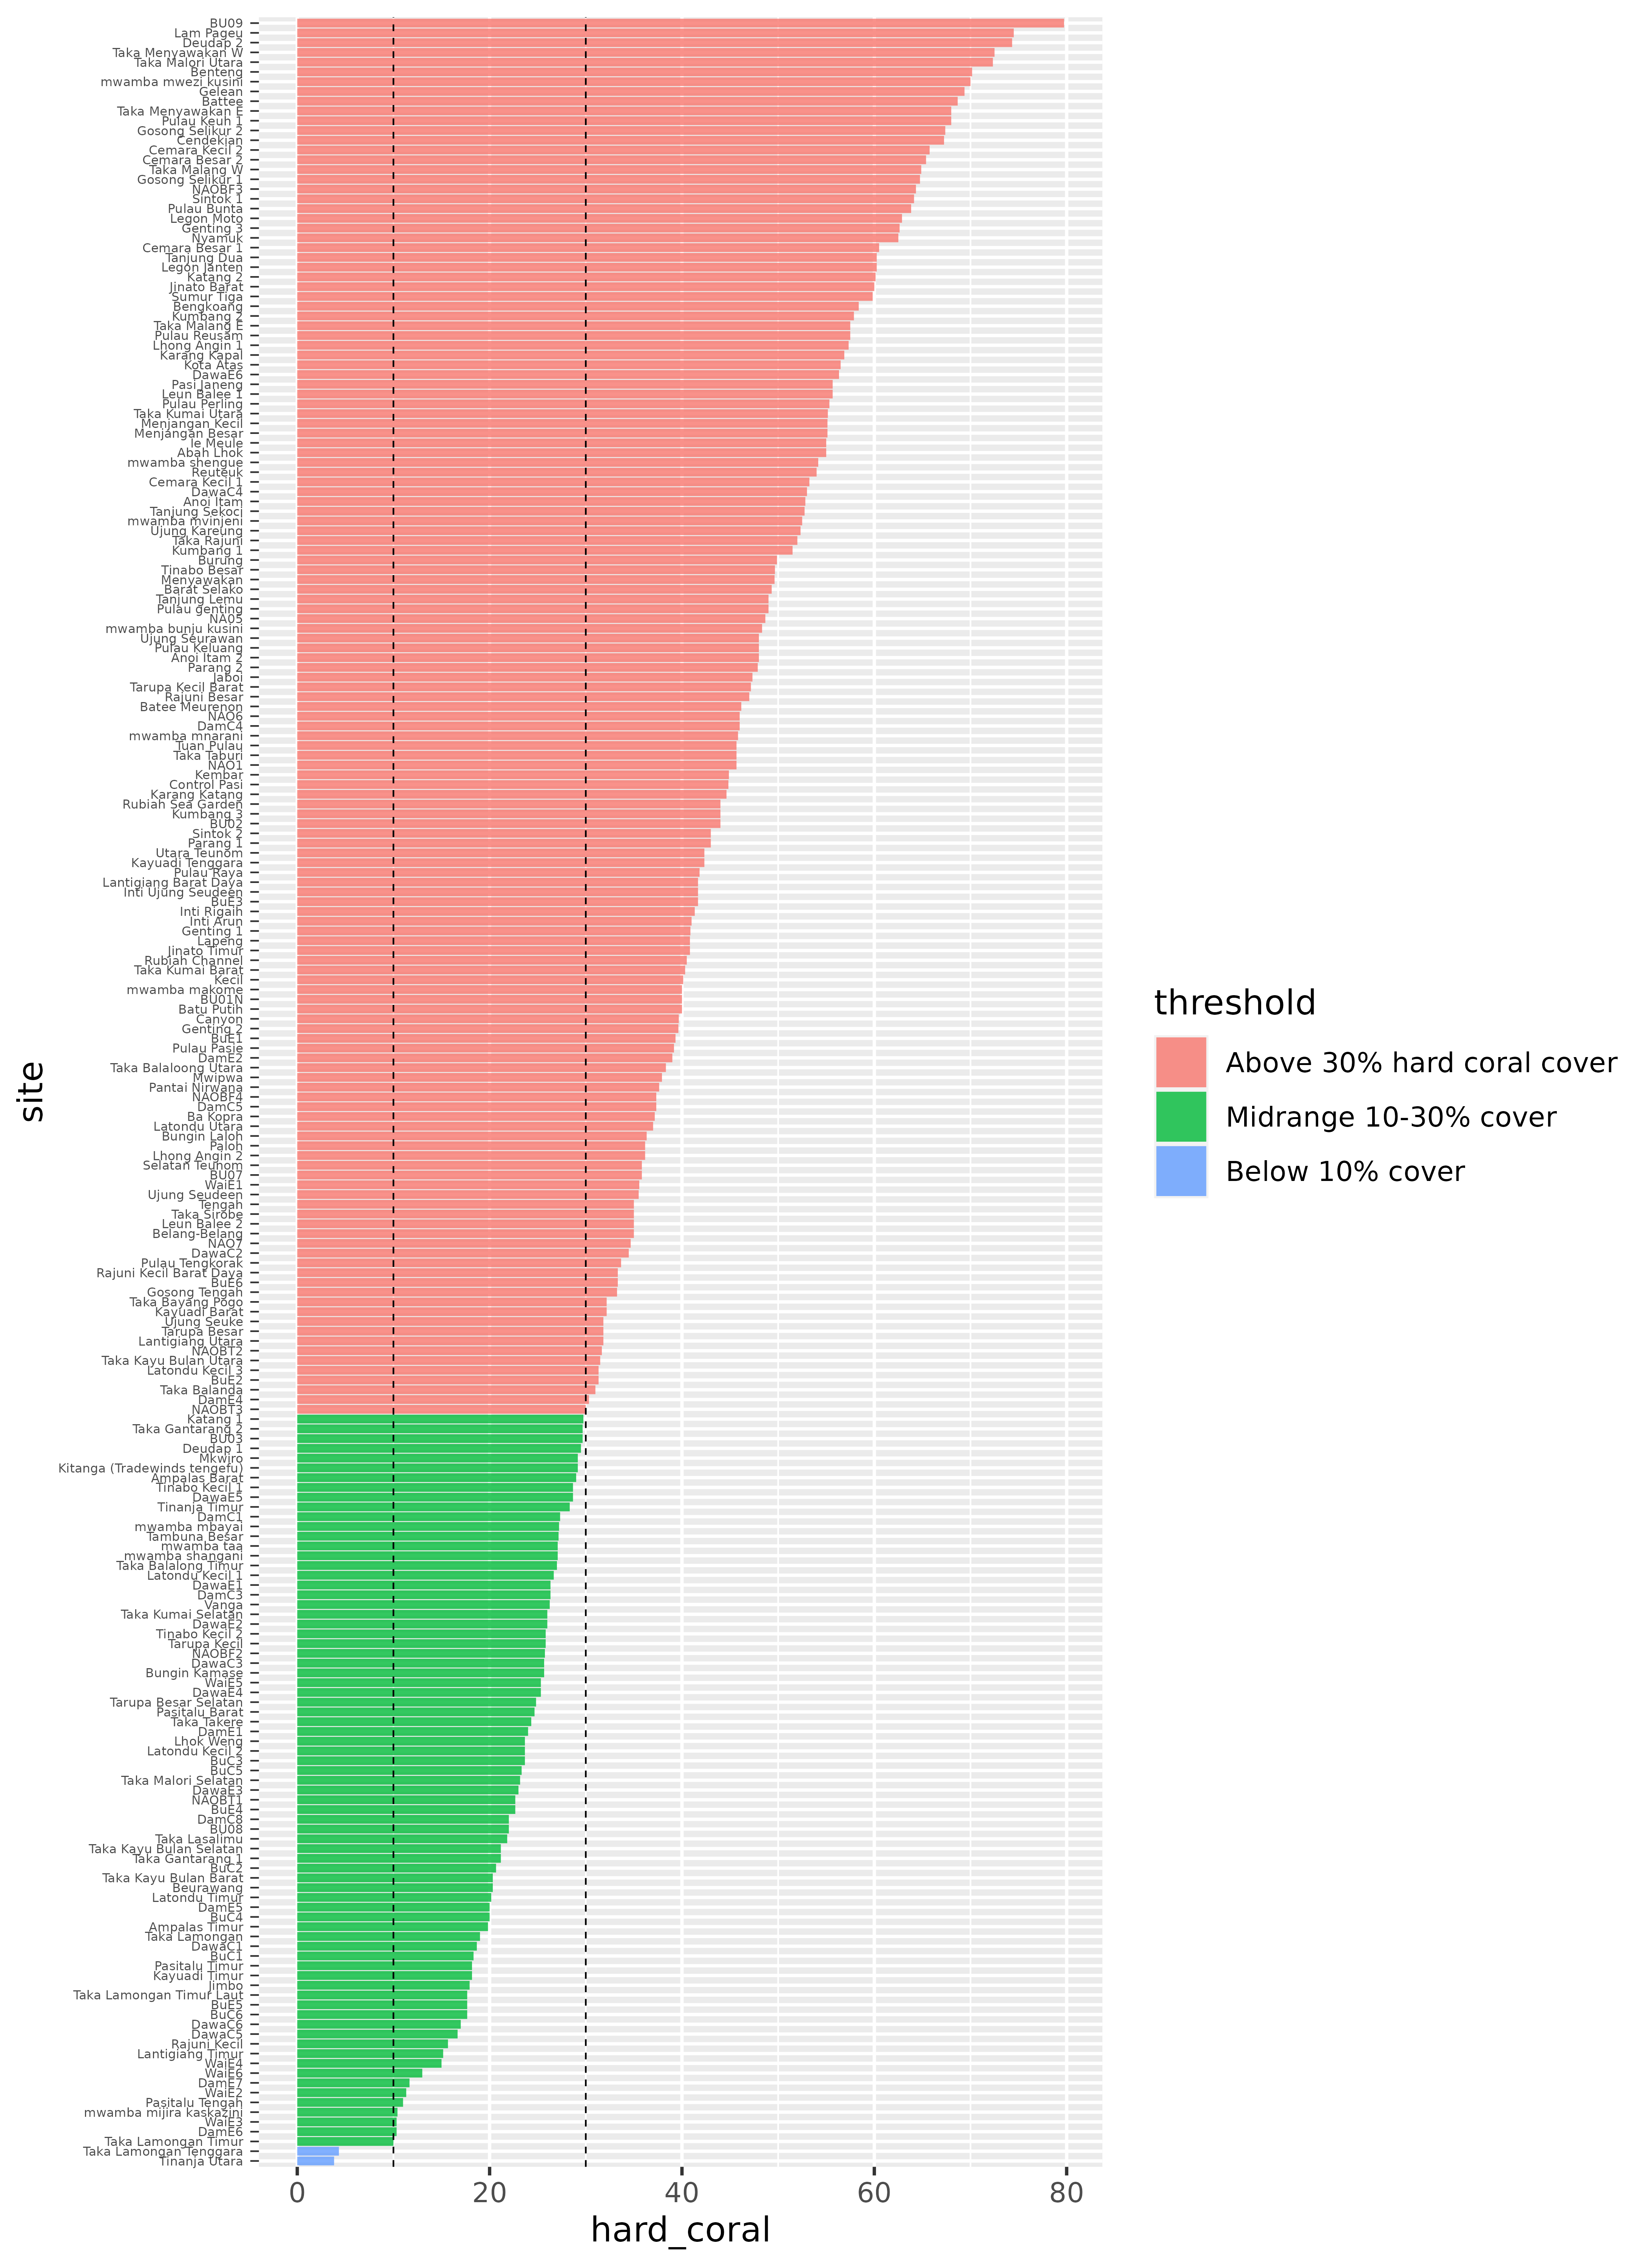 BU09
Lam Pageu
Deudap 2
Taka Menyawakan W
Taka Malori Utara
Benteng
mwamba mwezi kusini
Gelean
Battee
Taka Menyawakan E
Pulau Keuh 1
Gosong Selikur 2
Cendekian
Cemara Kecil 2
Cemara Besar 2
Taka Malang W
Gosong Selikur 1
NAOBF3
Sintok 1
Pulau Bunta
Legon Moto
Genting 3
Nyamuk
Cemara Besar 1
Tanjung Dua
Legon Janten
Katang 2
Jinato Barat
Sumur Tiga
Bengkoang
Kumbang 2
Taka Malang E
Pulau Reusam
Lhong Angin 1
Karang Kapal
Kota Atas
DawaE6
Pasi Janeng
Leun Balee 1
Pulau Perling
Taka Kumai Utara
Menjangan Kecil
Menjangan Besar
Ie Meule
Abah Lhok
mwamba shengue
Reuteuk
Cemara Kecil 1
DawaC4
Anoi Itam
Tanjung Sekoci
mwamba mvinjeni
Ujung Kareung
Taka Rajuni
Kumbang 1
Burung
Tinabo Besar
Menyawakan
Barat Selako
Tanjung Lemu
Pulau genting
NA05
mwamba bunju kusini
Ujung Seurawan
Pulau Keluang
Anoi Itam 2
Parang 2
Jaboi
Tarupa Kecil Barat
Rajuni Besar
Batee Meurenon
NAO6
DamC4
mwamba mnarani
Tuan Pulau
Taka Taburi
NAO1
Kembar
Control Pasi
Karang Katang
Rubiah Sea Garden
Kumbang 3
BU02
Sintok 2
Parang 1
Utara Teunom
Kayuadi Tenggara
Pulau Raya
Lantigiang Barat Daya
Inti Ujung Seudeen
BuE3
Inti Rigaih
Inti Arun
Genting 1
Lapeng
Jinato Timur
Rubiah Channel
Taka Kumai Barat
Kecil
mwamba makome
BU01N
Batu Putih
Canyon
Genting 2
BuE1
Pulau Pasie
DamE2
Taka Balaloong Utara
Mwipwa
Pantai Nirwana
NAOBF4
DamC5
Ba Kopra
Latondu Utara
Bungin Laloh
Paloh
Lhong Angin 2
Selatan Teunom
BU07
WaiE1
Ujung Seudeen
Tengah
Taka Sirobe
Leun Balee 2
Belang-Belang
NAO7
DawaC2
Pulau Tengkorak
Rajuni Kecil Barat Daya
BuE6
Gosong Tengah
Taka Bayang Pogo
Kayuadi Barat
Ujung Seuke
Tarupa Besar
Lantigiang Utara
NAOBT2
Taka Kayu Bulan Utara
Latondu Kecil 3
BuE2
Taka Balanda
DamE4
NAOBT3
Katang 1
Taka Gantarang 2
BU03
Deudap 1
Mkwiro
Kitanga (Tradewinds tengefu)
Ampalas Barat
Tinabo Kecil 1
DawaE5
Tinanja Timur
DamC1
mwamba mbayai
Tambuna Besar
mwamba taa
mwamba shangani
Taka Balalong Timur
Latondu Kecil 1
DawaE1
DamC3
Vanga
Taka Kumai Selatan
DawaE2
Tinabo Kecil 2
Tarupa Kecil
NAOBF2
DawaC3
Bungin Kamase
WaiE5
DawaE4
Tarupa Besar Selatan
Pasitalu Barat
Taka Takere
DamE1
Lhok Weng
Latondu Kecil 2
BuC3
BuC5
Taka Malori Selatan
DawaE3
NAOBT1
BuE4
DamC8
BU08
Taka Lasalimu
Taka Kayu Bulan Selatan
Taka Gantarang 1
BuC2
Taka Kayu Bulan Barat
Beurawang
Latondu Timur
DamE5
BuC4
Ampalas Timur
Taka Lamongan
DawaC1
BuC1
Pasitalu Timur
Kayuadi Timur
Jimbo
Taka Lamongan Timur Laut
BuE5
BuC6
DawaC6
DawaC5
Rajuni Kecil
Lantigiang Timur
WaiE4
WaiE6
DamE7
WaiE2
Pasitalu Tengah
mwamba mijira kaskazini
WaiE3
DamE6
Taka Lamongan Timur
Taka Lamongan Tenggara
Tinanja Utara
0 20 40 60 80
hard_coral
site
threshold
Above 30% hard coral cover
Midrange 10-30% cover
Below 10% cover